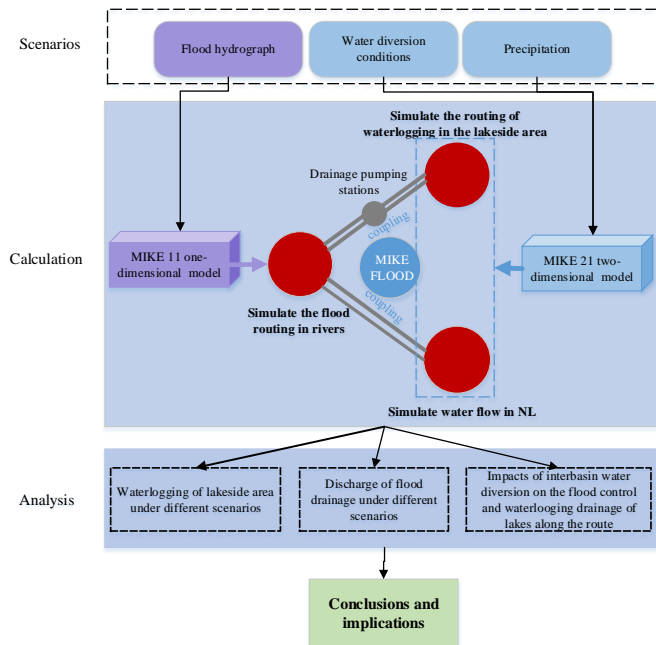 Scenarios
Flood hydrograph
Water diversion
conditions
Precipitation
Calculation
Simulate the routing of
waterlogging in the lakeside area
Drainage pumping
stations
coupling
MIKE
FLOOD
coupling
MIKE 11 one-
dimensional model
MIKE 21 two-
dimensional model
Simulate the flood
routing in rivers
Simulate water flow in NL
Analysis
Waterlogging of lakeside area
under different scenarios
Discharge of flood
drainage under different
scenarios
Impacts of interbasin water
diversion on the flood control
and waterlooging drainage of
lakes along the route
Conclusions and
implications